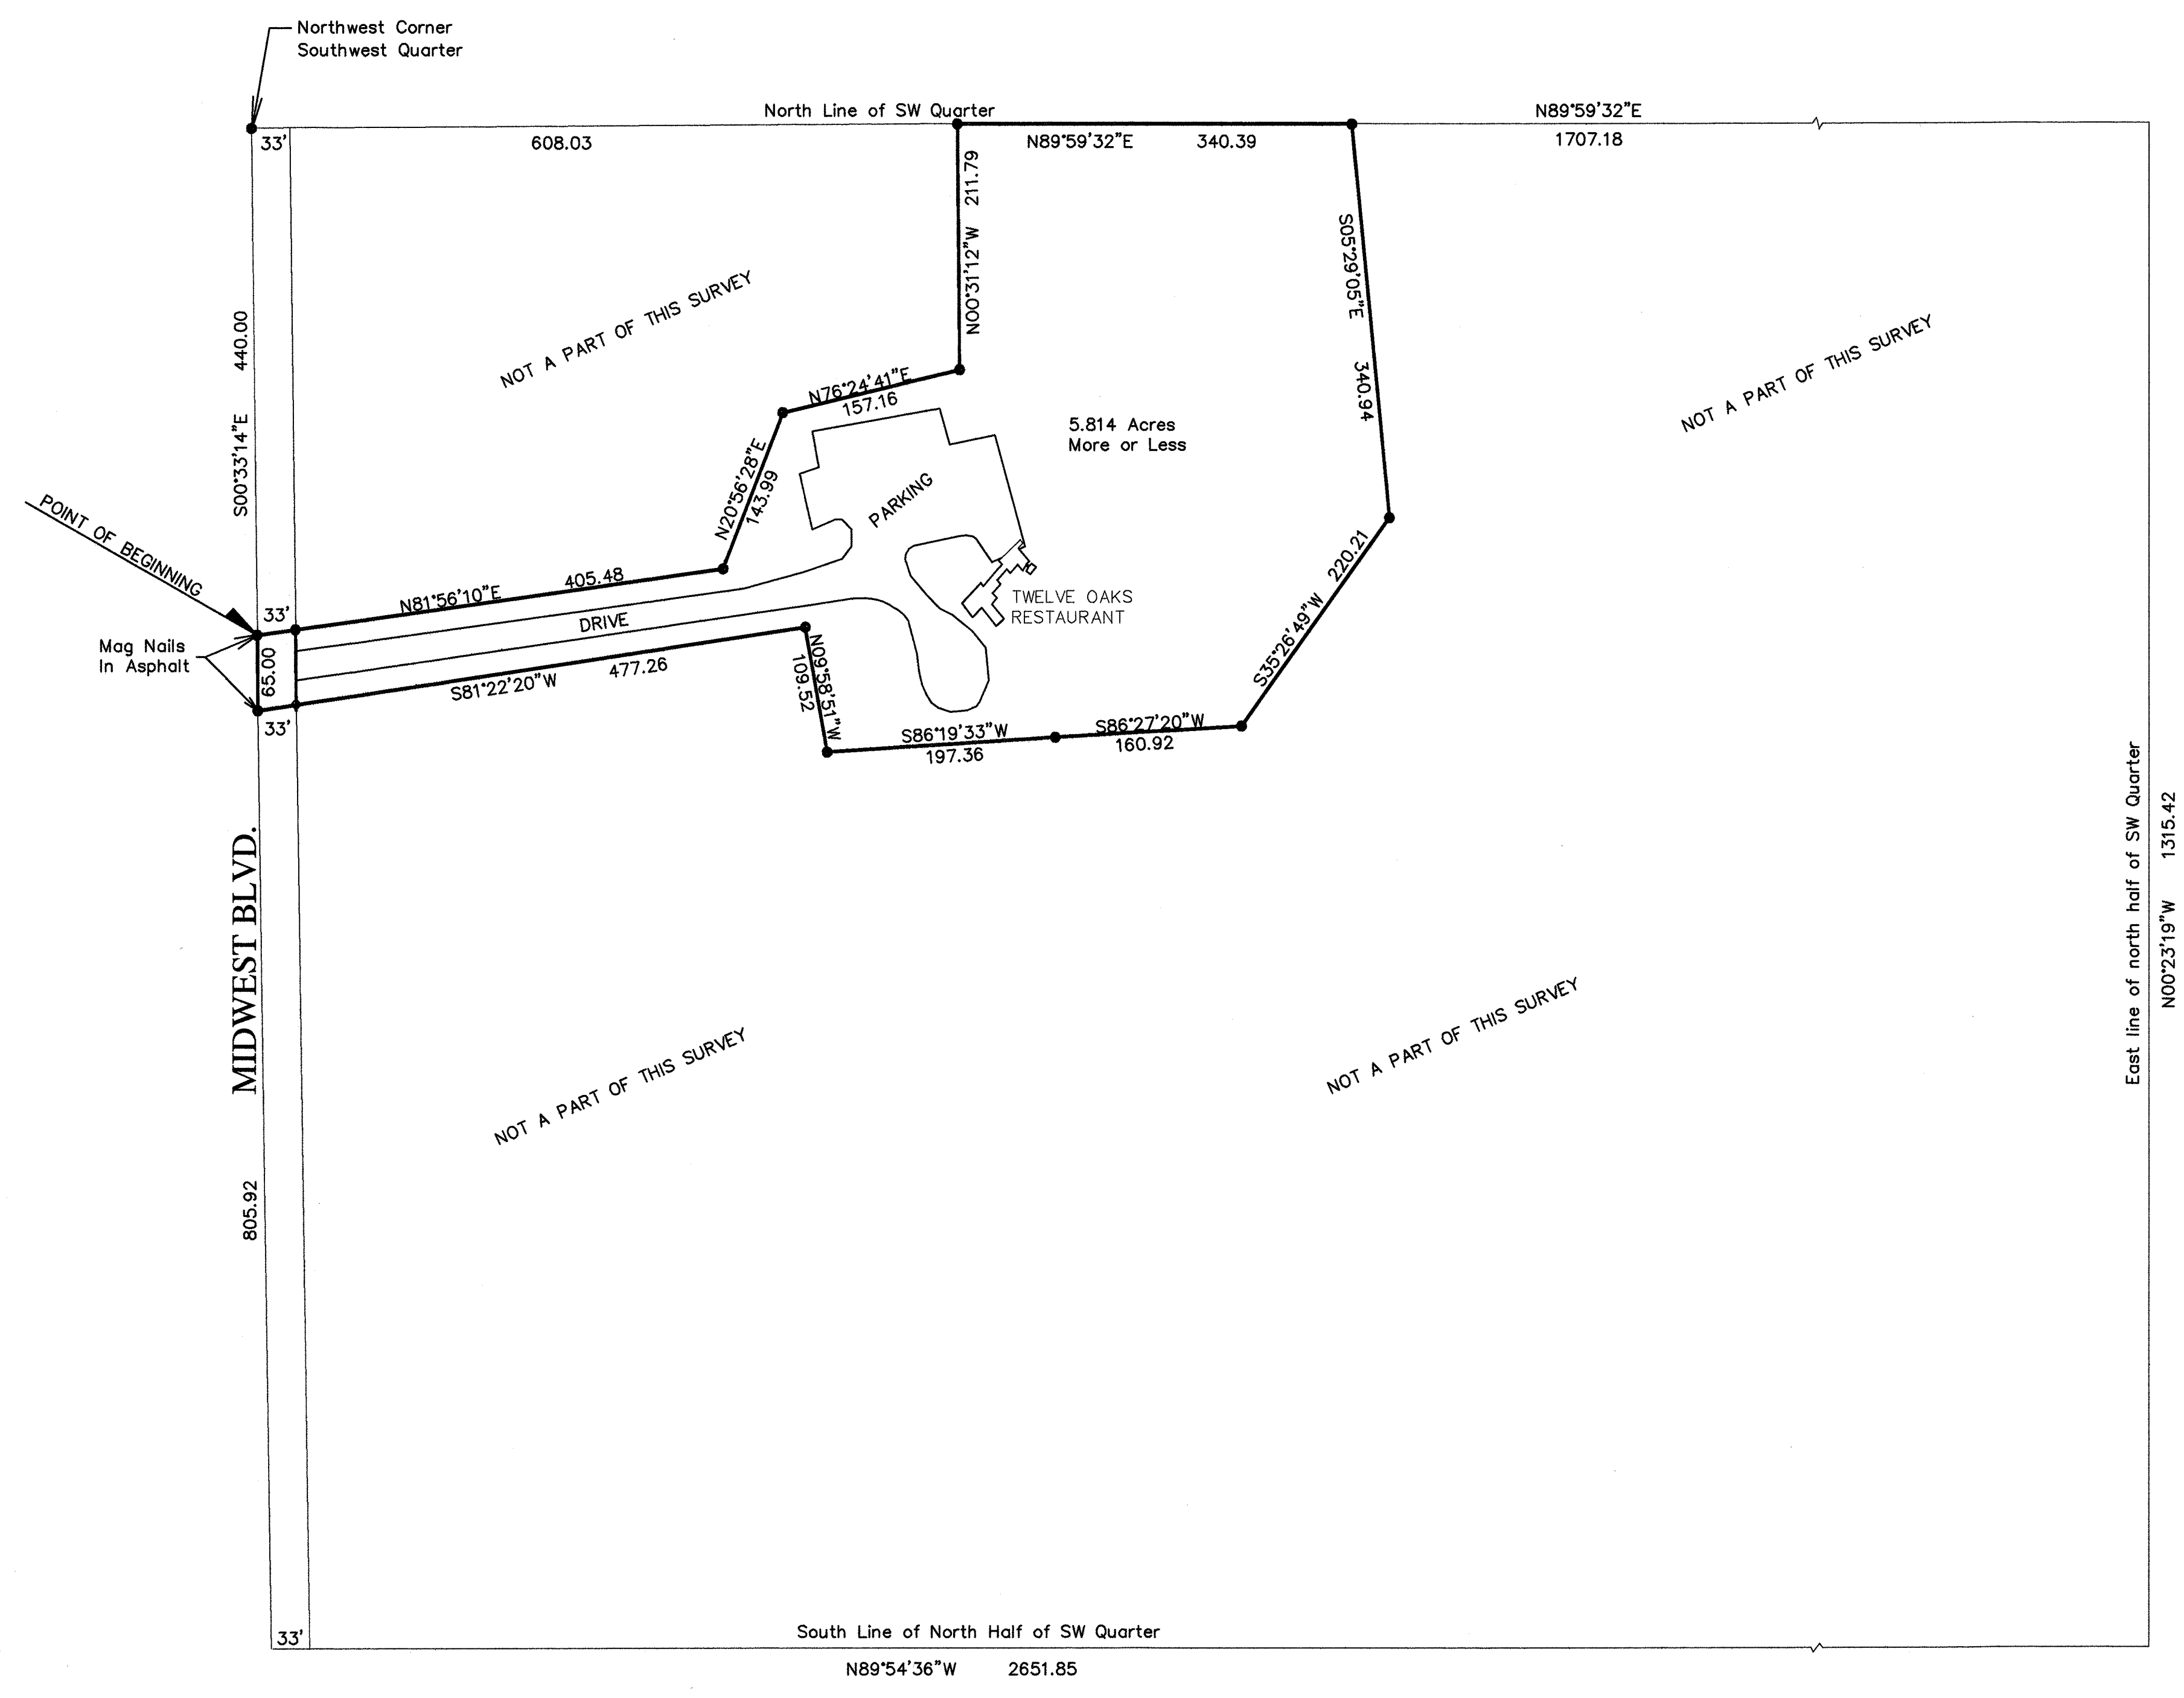 Northwest Corner
Southwest Quarter
North Line of SW Quarter
N89°59'32"E
33'
608.03
N89°59'32"E 340.39
1707.18
N00°31'12"W 211.79
S05°29'05"E 340.94
S00°33'14"E 440.00
NOT A PART OF THIS SURVEY
NOT A PART OF THIS SURVEY
N76°24'41"E
157.16
5.814 Acres
More or Less
N20°56'28"E
143.99
PARKING
POINT OF BEGINNING
220.21
S35°26'49"W
N81°56'10"E 405.48
33'
TWELVE OAKS
RESTAURANT
DRIVE
Mag Nails
In Asphalt
65.00
S81°22'20"W 477.26
N09°58'51"W
109.52
33'
S86°19'33"W
197.36
S86°27'20"W
160.92
MIDWEST BLVD.
East line of north half of SW Quarter
N00°23'19"W 1315.42
NOT A PART OF THIS SURVEY
NOT A PART OF THIS SURVEY
805.92
33'
South Line of North Half of SW Quarter
N89°54'36"W 2651.85